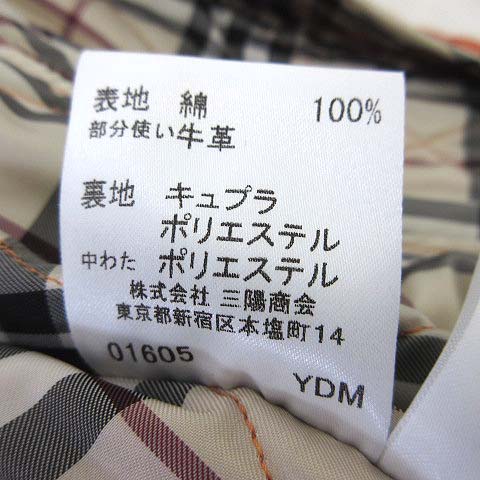 表地 綿 100%
部分使い 牛革
裏地 キュプラ
ポリエステル
中わた ポリエステル
株式会社 三陽商会
東京都新宿区本塩町14
01605 YDM